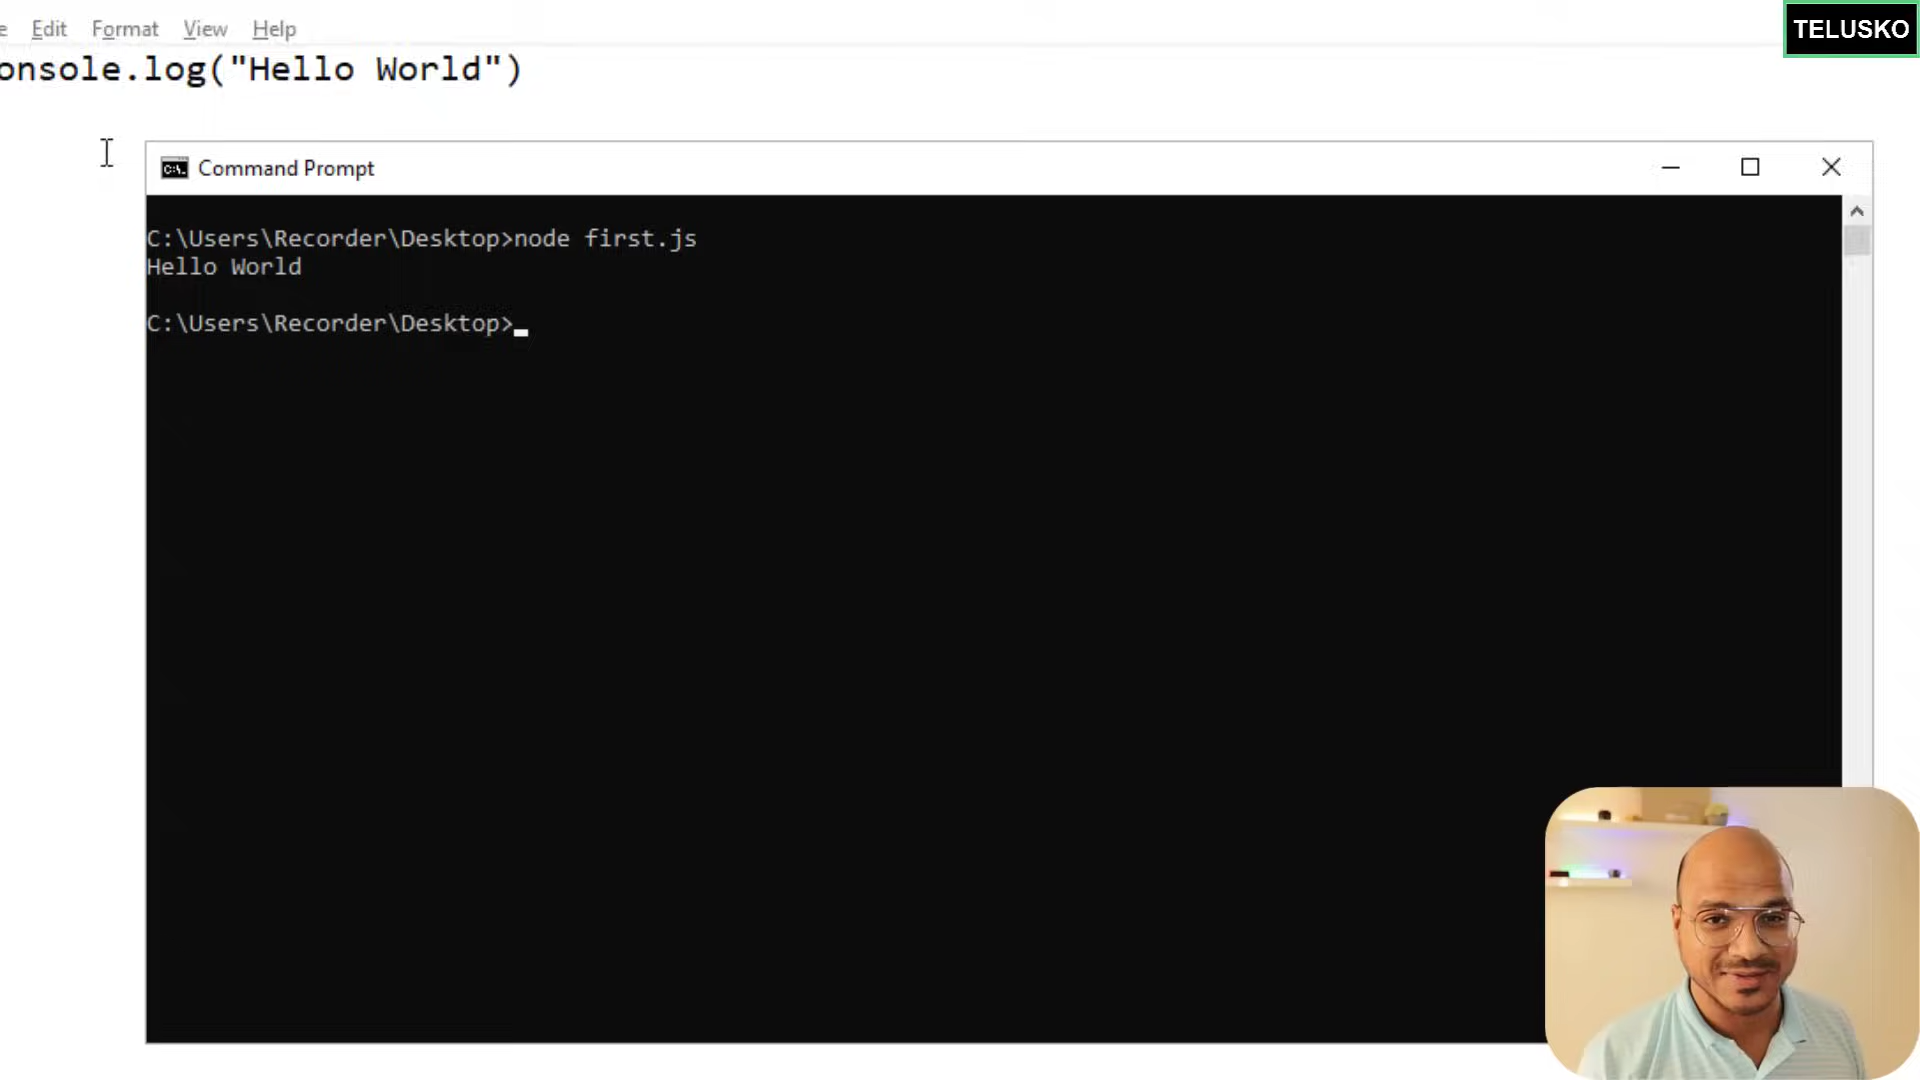 e Edit Format View Help
TELUSKO
onsole.log("Hello World")
Command Prompt
C:\Users\Recorder\Desktop>node first.js
Hello World
C:\Users\Recorder\Desktop>